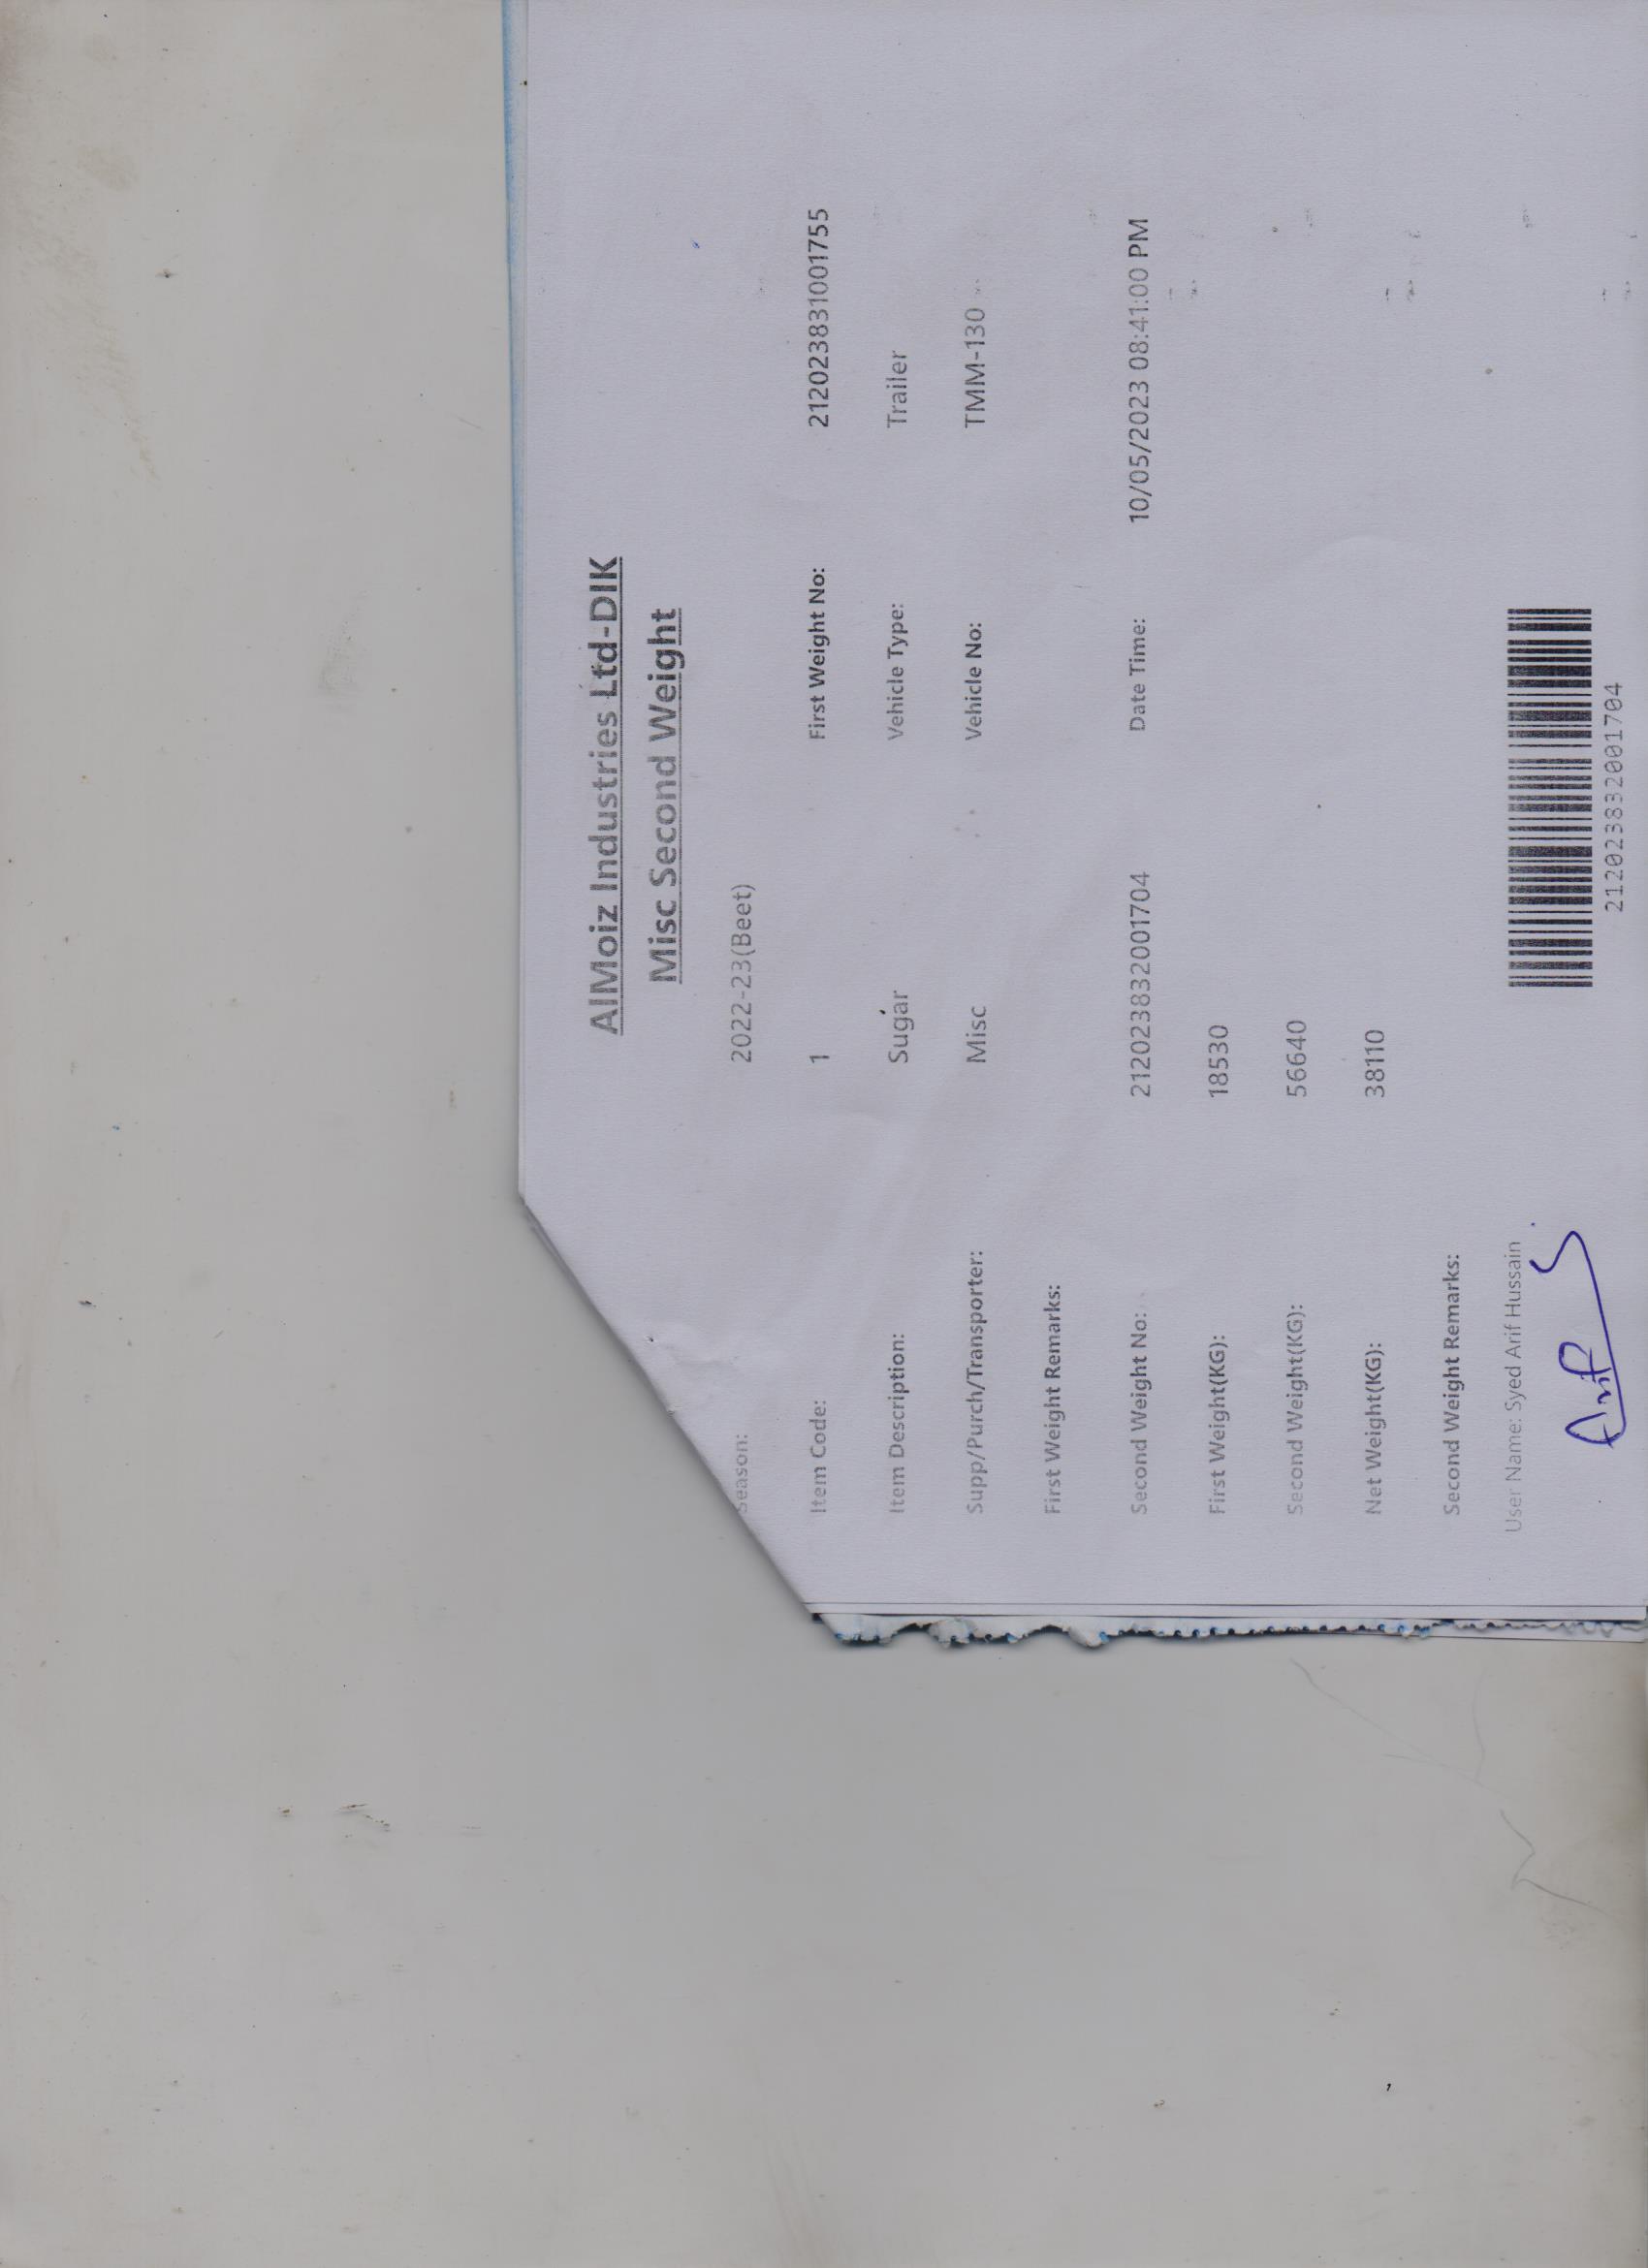 AlMoiz Industries Ltd-DIK
Misc Second Weight
Season: 2022-23(Beet)
Item Code: 1 First Weight No: 212023831001755
Item Description: Sugar Vehicle Type: Trailer
Supp/Purch/Transporter: Misc Vehicle No: TMM-130
First Weight Remarks:
Second Weight No: 212023832001704 Date Time: 10/05/2023 08:41:00 PM
First Weight(KG): 18530
Second Weight(KG): 56640
Net Weight(KG): 38110
Second Weight Remarks:
User Name: Syed Arif Hussain
212023832001704